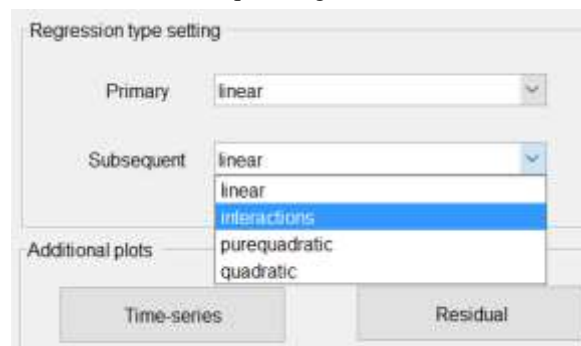 Regression type setting
Primary linear
Subsequent linear
linear
interactions
purequadratic
Additional plots
quadratic
Time-series Residual